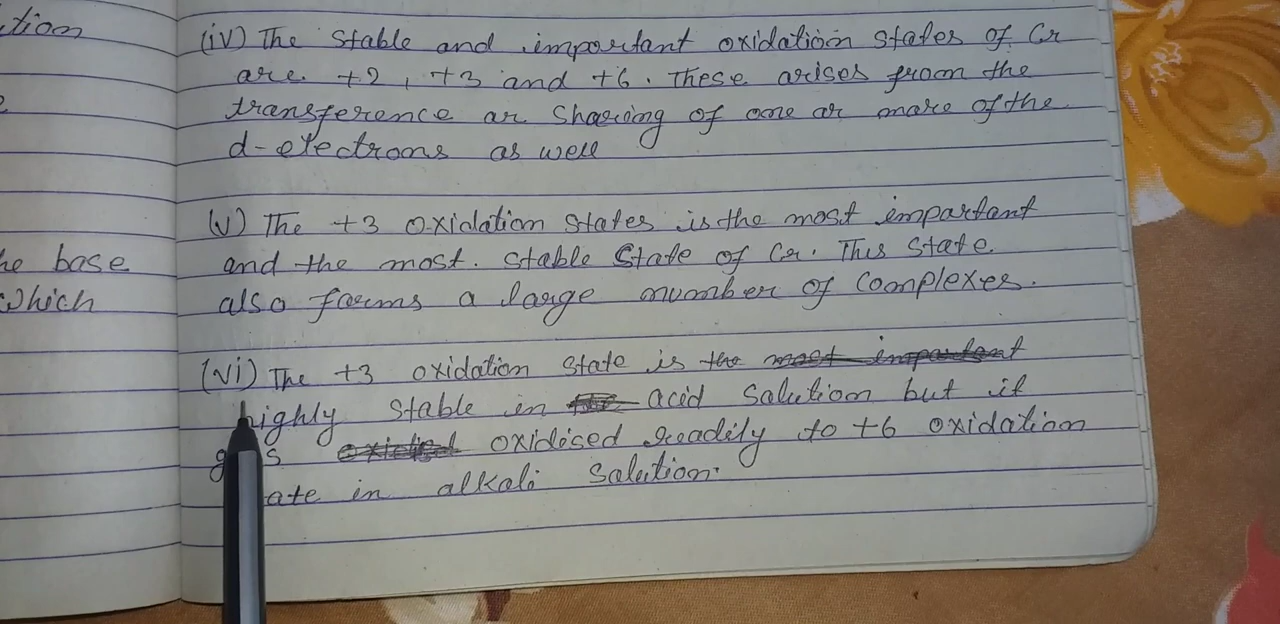 tion
he base
which
(iv) The stable and important oxidation states of Cr
are +2, +3 and +6. These arises from the
transference or sharing of one or more of the
d-electrons as well
(v) The +3 oxidation states is the most important
and the most. stable state of Cr. This state
also forms a large number of complexes.
(vi) The +3 oxidation state is the most important
highly stable in acid solution but it
oxidised readily to +6 oxidation
ate in alkali solution.